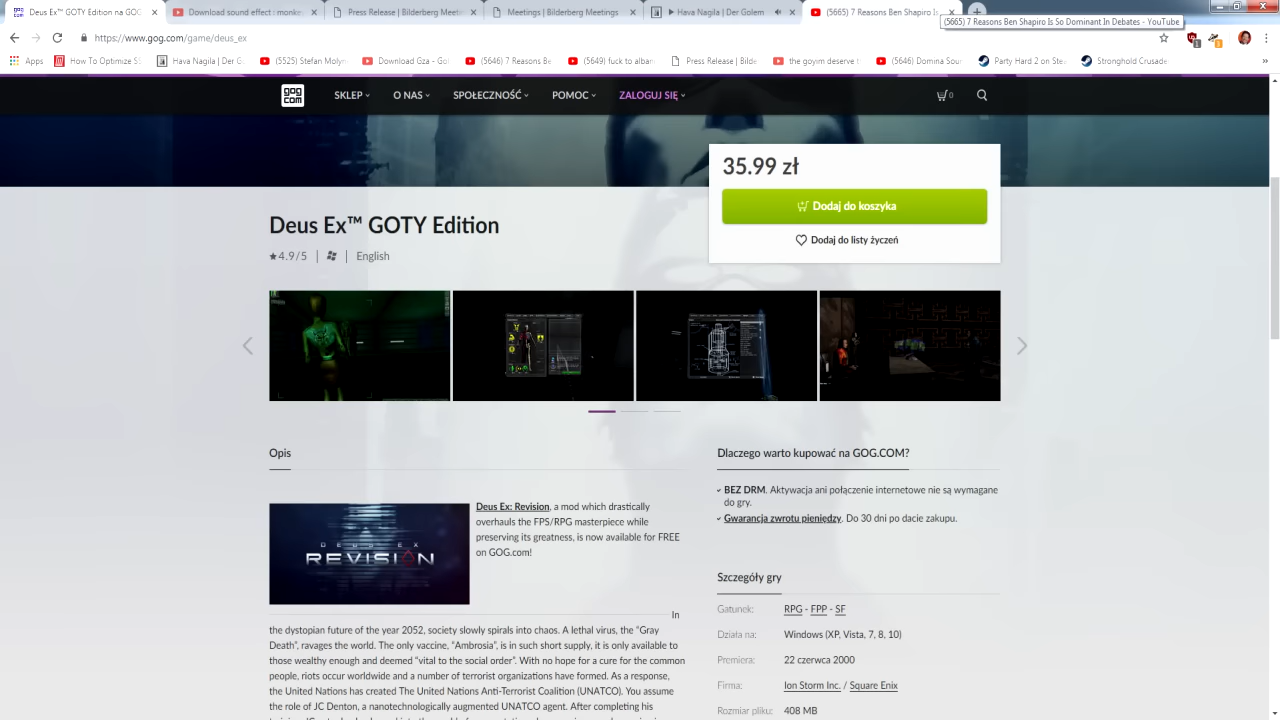 Deus Ex™ GOTY Edition na GO
Download sound effect : monke
Press Release | Bilderberg Meeti
Meetings | Bilderberg Meetings
Hava Nagila | Der Golem
(5665) 7 Reasons Ben Shapiro Is
(5665) 7 Reasons Ben Shapiro Is So Dominant In Debates - YouTube
https://www.gog.com/game/deus_ex
1
8
Apps
How To Optimize SS
Hava Nagila | Der Go
(5525) Stefan Molyn
Download Gza - Gol
(5646) 7 Reasons Be
(5649) fuck to alban
Press Release | Bilde
the goyim deserve t
(5646) Domina Sou
Party Hard 2 on Ste
Stronghold Crusade
»
gog
com
SKLEP
O NAS
SPOŁECZNOŚĆ
POMOC
ZALOGUJ SIĘ
0
35.99 zł
Dodaj do koszyka
Dodaj do listy życzeń
Deus Ex™ GOTY Edition
4.9/5
English
Opis
DEUS EX
REVISION
Deus Ex: Revision, a mod which drastically
overhauls the FPS/RPG masterpiece while
preserving its greatness, is now available for FREE
on GOG.com!
In
the dystopian future of the year 2052, society slowly spirals into chaos. A lethal virus, the “Gray
Death”, ravages the world. The only vaccine, “Ambrosia”, is in such short supply, it is only available to
those wealthy enough and deemed “vital to the social order”. With no hope for a cure for the common
people, riots occur worldwide and a number of terrorist organizations have formed. As a response,
the United Nations has created The United Nations Anti-Terrorist Coalition (UNATCO). You assume
the role of JC Denton, a nanotechnologically augmented UNATCO agent. After completing his
Dlaczego warto kupować na GOG.COM?
BEZ DRM. Aktywacja ani połączenie internetowe nie są wymagane
do gry.
Gwarancja zwrotu pieniędzy. Do 30 dni po dacie zakupu.
Szczegóły gry
Gatunek: RPG - FPP - SF
Działa na: Windows (XP, Vista, 7, 8, 10)
Premiera: 22 czerwca 2000
Firma: Ion Storm Inc. / Square Enix
Rozmiar pliku: 408 MB